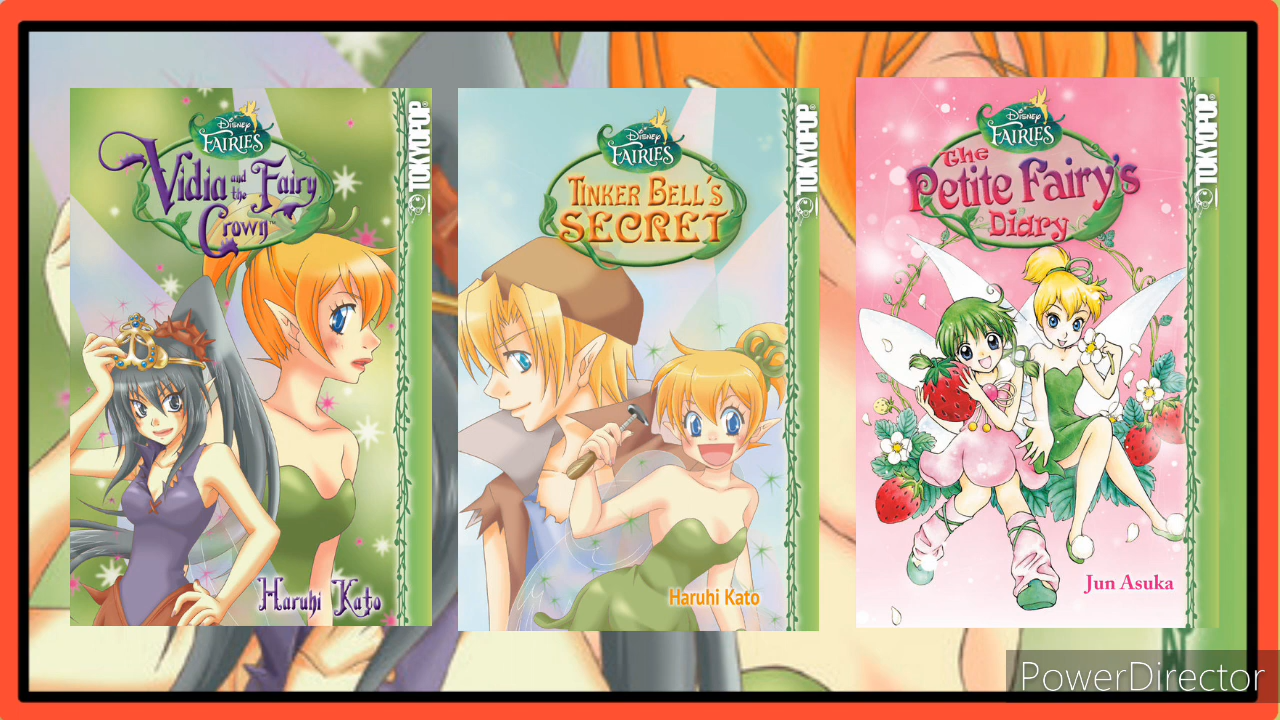 Disney
FAIRIES
Vidia and the Fairy
Crown™
Haruhi Kato
TOKYOPOP®
Disney
FAIRIES
TINKER BELL'S
SECRET
Haruhi Kato
TOKYOPOP®
Disney
FAIRIES
The
Petite Fairy's
Diary
Jun Asuka
TOKYOPOP®
PowerDirector